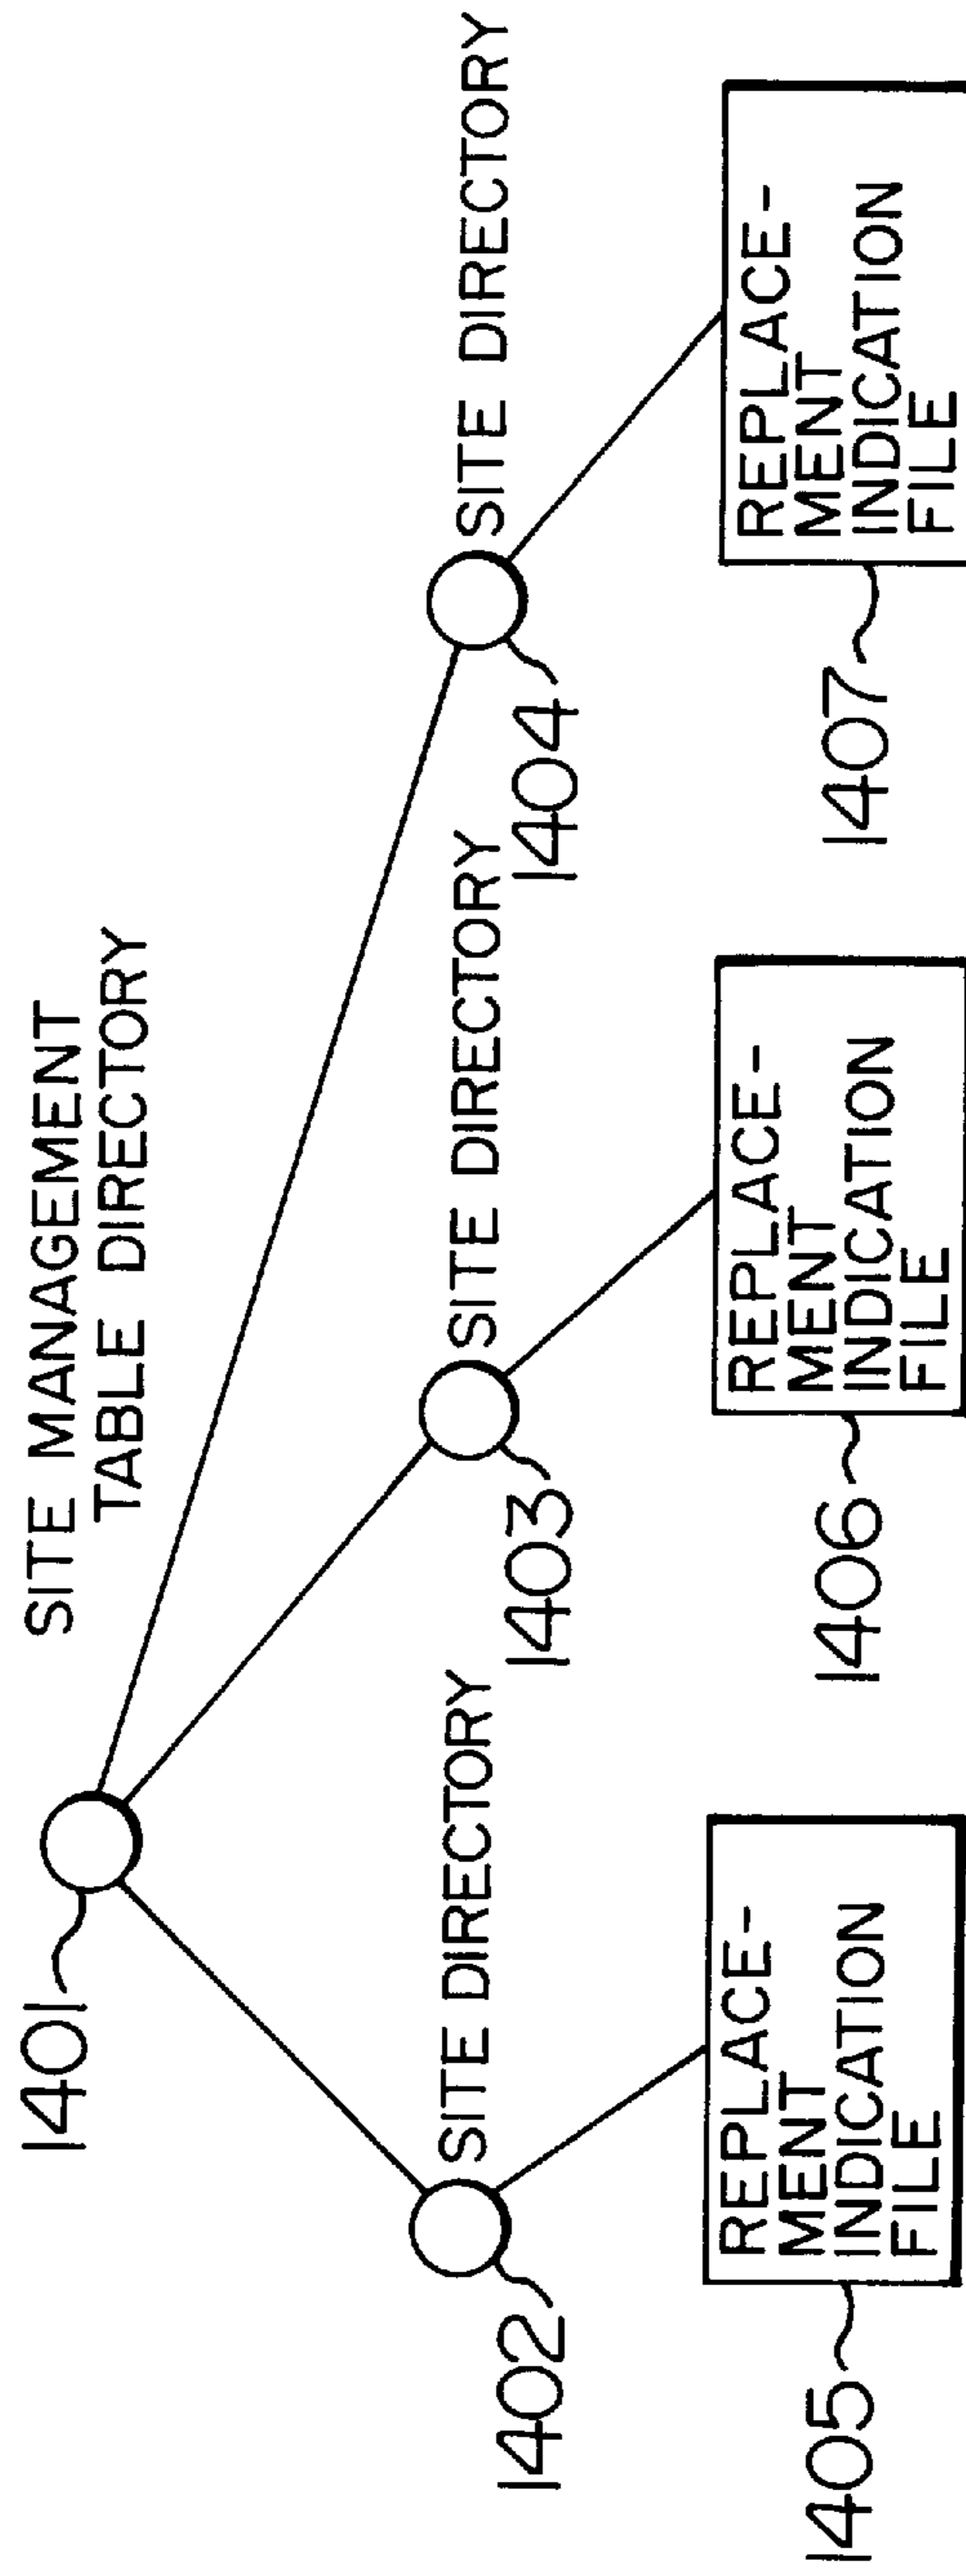 SITE MANAGEMENT
TABLE DIRECTORY
1401
SITE DIRECTORY
SITE DIRECTORY
SITE DIRECTORY
1402
1403
1404
REPLACE-
MENT
INDICATION
FILE
REPLACE-
MENT
INDICATION
FILE
REPLACE-
MENT
INDICATION
FILE
1405
1406
1407